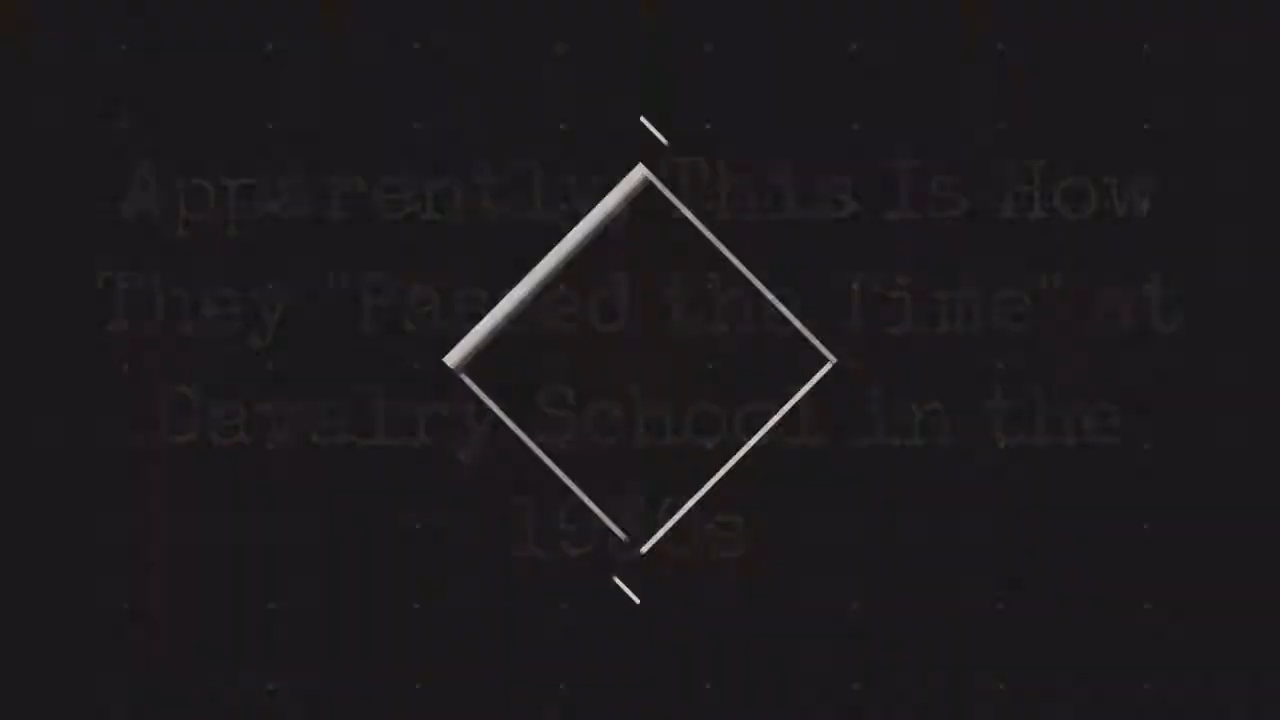 Apparently This Is How
They "Passed the Time" at
Cavalry School in the